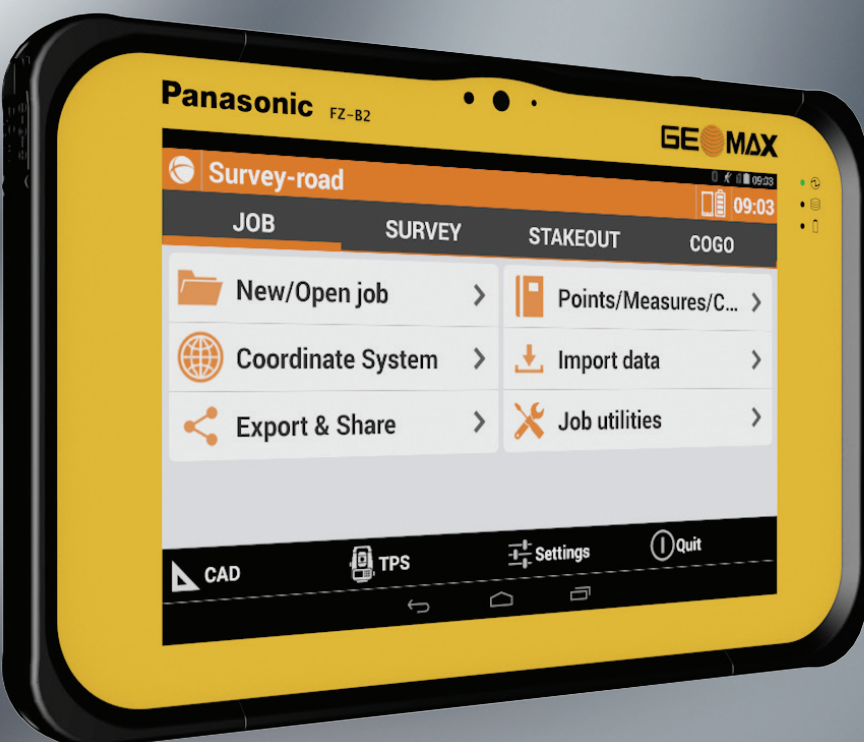 Panasonic FZ-B2
GEOMAX
09:03
Survey-road
09:03
JOB SURVEY STAKEOUT COGO
New/Open job
Points/Measures/C...
Coordinate System
Import data
Export & Share
Job utilities
CAD TPS Settings Quit